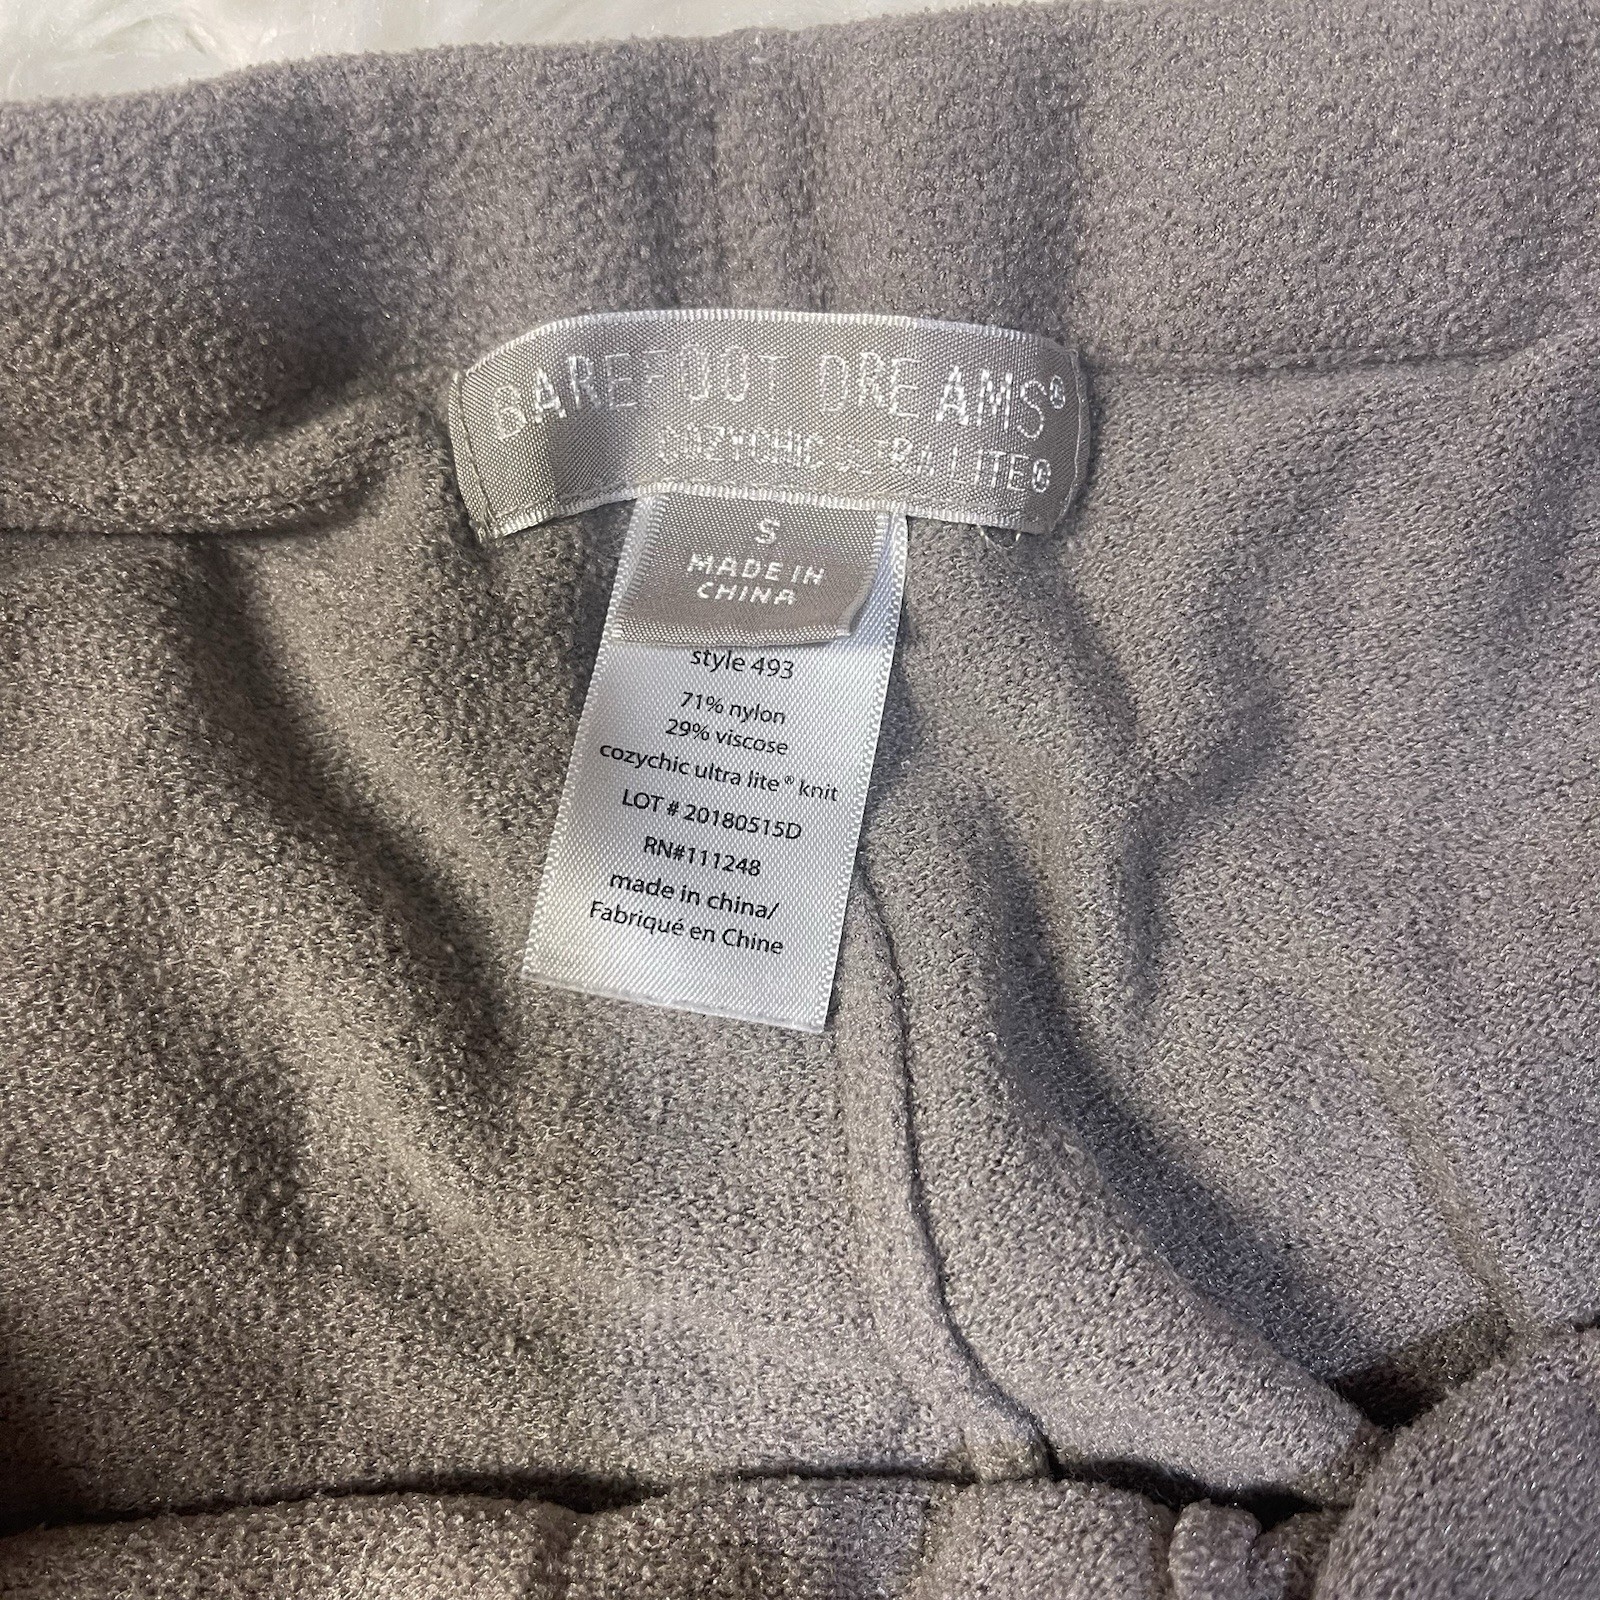 BAREFOOT DREAMS®
COZYCHIC ULTRA LITE®
S
MADE IN
CHINA
style 493
71% nylon
29% viscose
cozychic ultra lite® knit
LOT # 20180515D
RN#111248
made in china/
Fabriqué en Chine